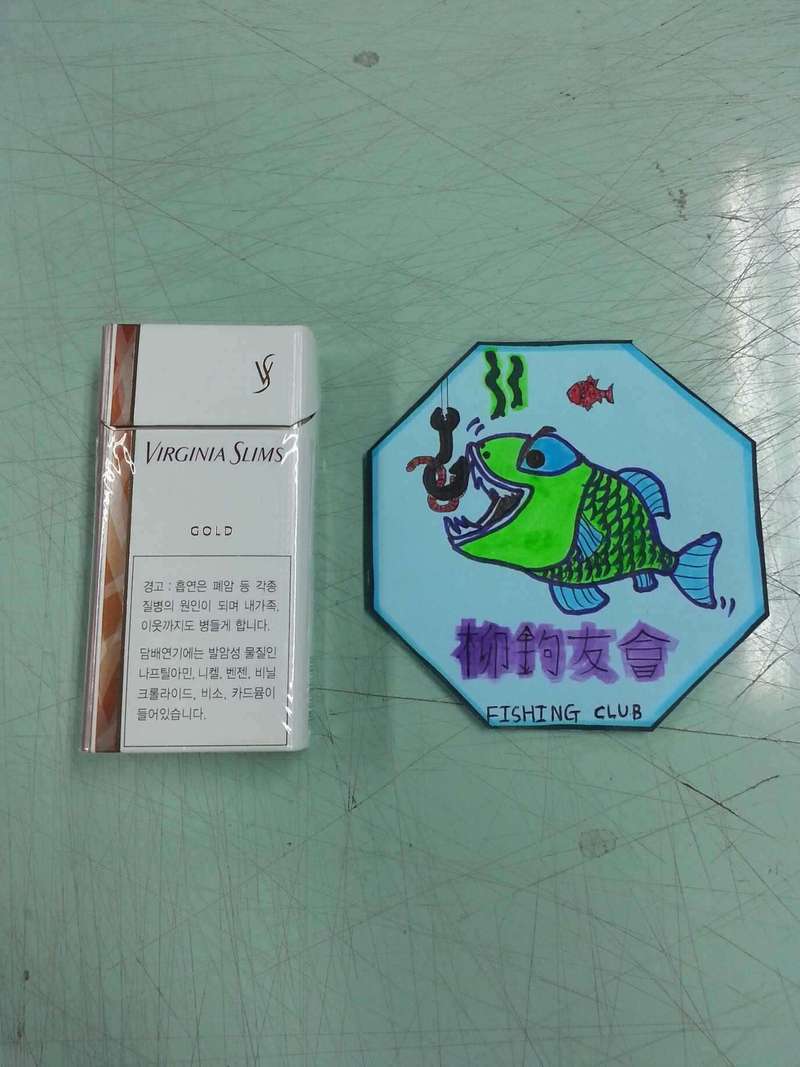 VS
VIRGINIA SLIMS
GOLD
경고 : 흡연은 폐암 등 각종
질병의 원인이 되며 내가족,
이웃까지도 병들게 합니다.
담배연기에는 발암성 물질인
나프틸아민, 니켈, 벤젠, 비닐
크롤라이드, 비소, 카드뮴이
들어있습니다.
柳釣友會
FISHING CLUB